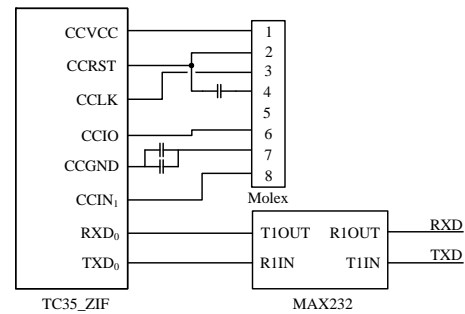 CCVCC
CCRST
CCLK
CCIO
CCGND
CCIN₁
RXD₀
TXD₀
TC35_ZIF
1
2
3
4
5
6
7
8
Molex
T1OUT R1OUT
R1IN T1IN
MAX232
RXD
TXD